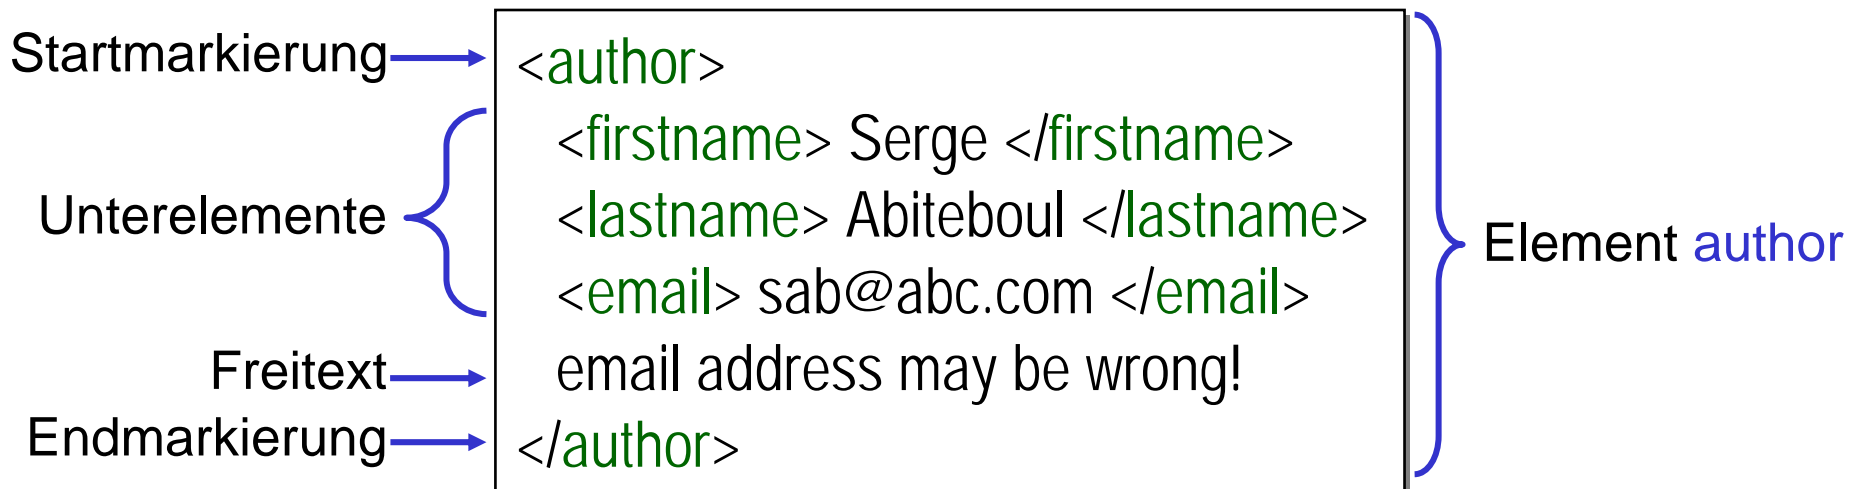 Startmarkierung
<author>
<firstname> Serge </firstname>
Unterelemente
<lastname> Abiteboul </lastname>
Element author
<email> sab@abc.com </email>
Freitext
email address may be wrong!
Endmarkierung
</author>